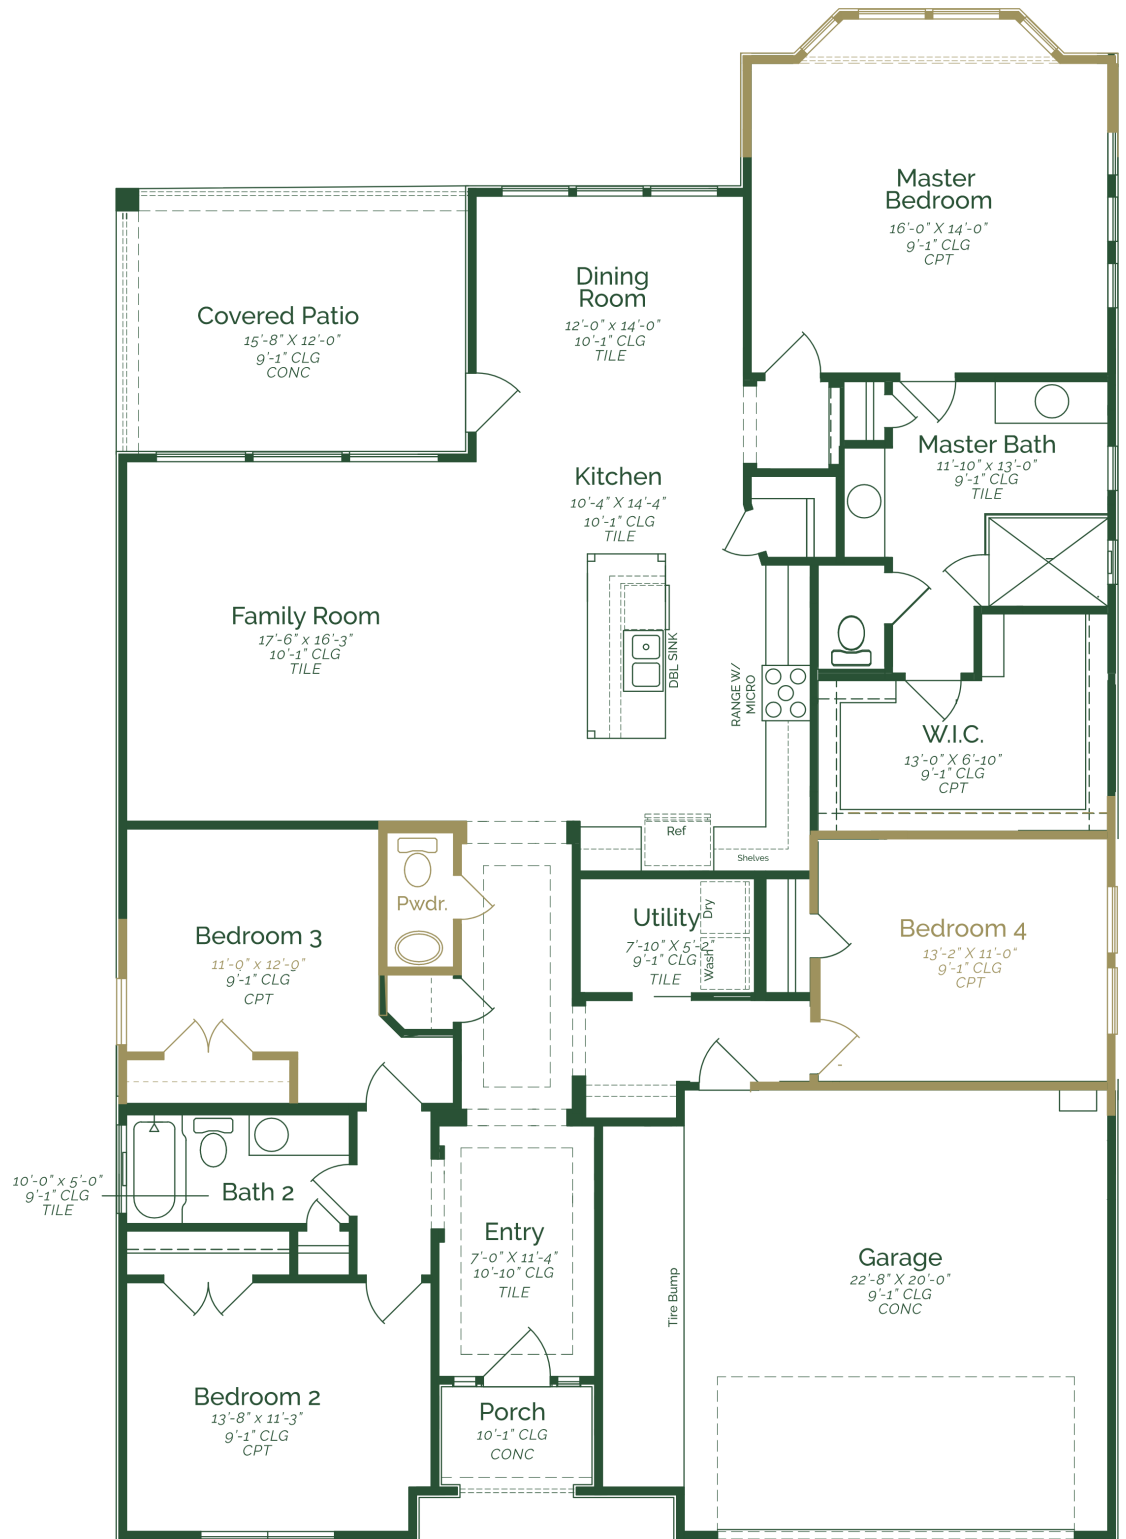 Master
Bedroom
16'-0" X 14'-0"
9'-1" CLG
CPT
Dining
Room
12'-0" x 14'-0"
10'-1" CLG
TILE
Covered Patio
15'-8" X 12'-0"
9'-1" CLG
CONC
Master Bath
11'-10" x 13'-0"
9'-1" CLG
TILE
Kitchen
10'-4" X 14'-4"
10'-1" CLG
TILE
Family Room
17'-6" x 16'-3"
10'-1" CLG
TILE
DBL SINK
RANGE W/
MICRO
W.I.C.
13'-0" X 6'-10"
9'-1" CLG
CPT
Ref
Shelves
Pwdr.
Utility
7'-10" X 5'-2"
9'-1" CLG
TILE
Dry
Wash
Bedroom 4
13'-2" X 11'-0"
9'-1" CLG
CPT
Bedroom 3
11'-0" x 12'-0"
9'-1" CLG
CPT
10'-0" x 5'-0"
9'-1" CLG
TILE
Bath 2
Entry
7'-0" X 11'-4"
10'-10" CLG
TILE
Tire Bump
Garage
22'-8" X 20'-0"
9'-1" CLG
CONC
Bedroom 2
13'-8" x 11'-3"
9'-1" CLG
CPT
Porch
10'-1" CLG
CONC